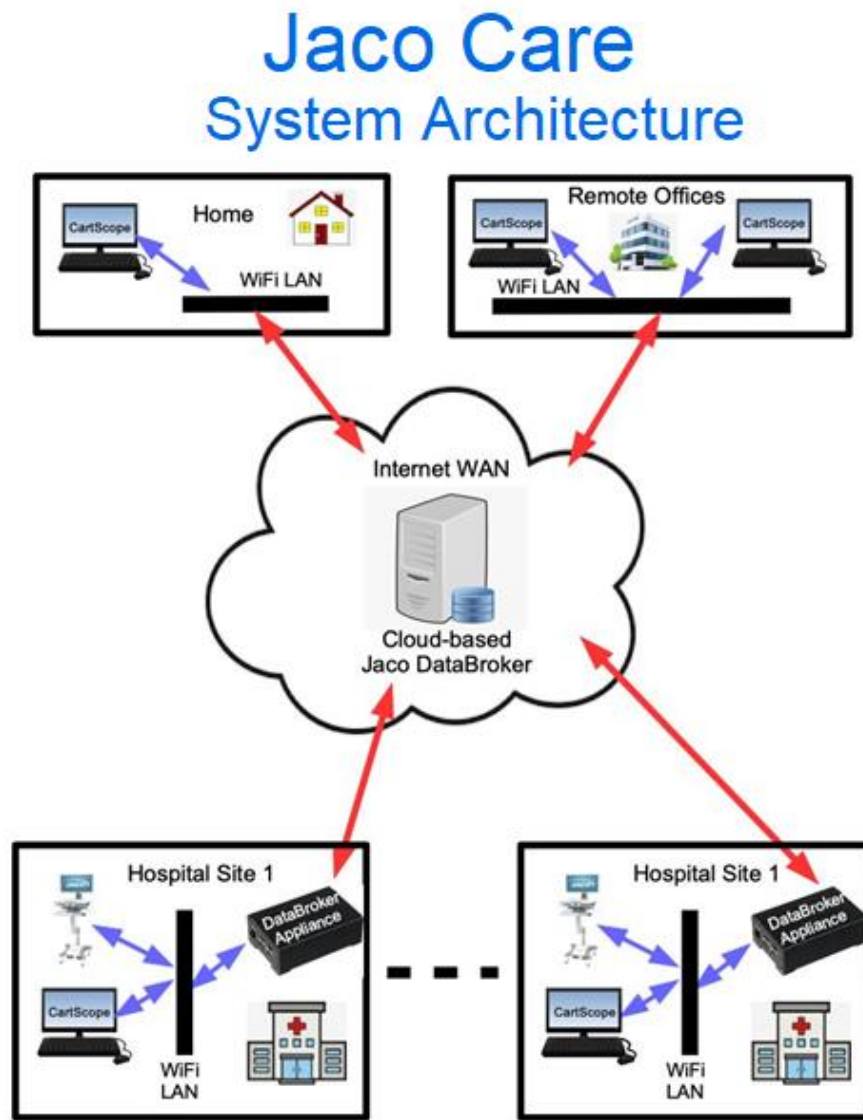 Jaco Care
System Architecture
Home
CartScope
WiFi LAN
Remote Offices
CartScope
CartScope
WiFi LAN
Internet WAN
Cloud-based
Jaco DataBroker
Hospital Site 1
DataBroker
Appliance
CartScope
WiFi
LAN
Hospital Site 1
DataBroker
Appliance
CartScope
WiFi
LAN